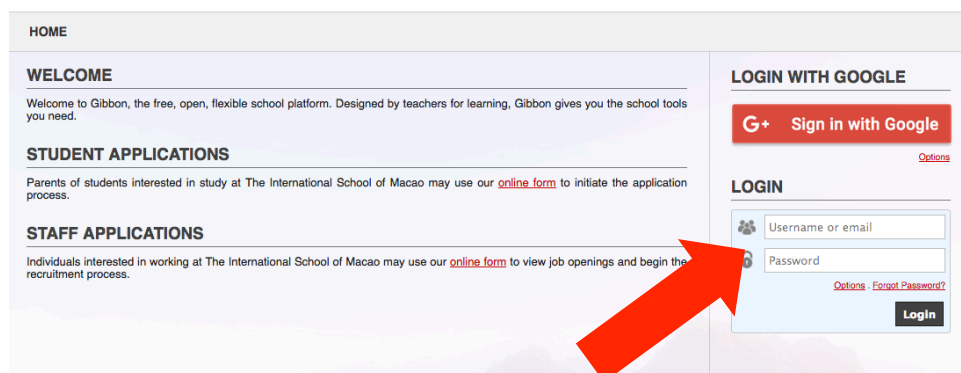 HOME
WELCOME
Welcome to Gibbon, the free, open, flexible school platform. Designed by teachers for learning, Gibbon gives you the school tools
you need.
STUDENT APPLICATIONS
Parents of students interested in study at The International School of Macao may use our online form to initiate the application
process.
STAFF APPLICATIONS
Individuals interested in working at The International School of Macao may use our online form to view job openings and begin the
recruitment process.
LOGIN WITH GOOGLE
G+ Sign in with Google
Options
LOGIN
Username or email
Password
Options . Forgot Password?
Login